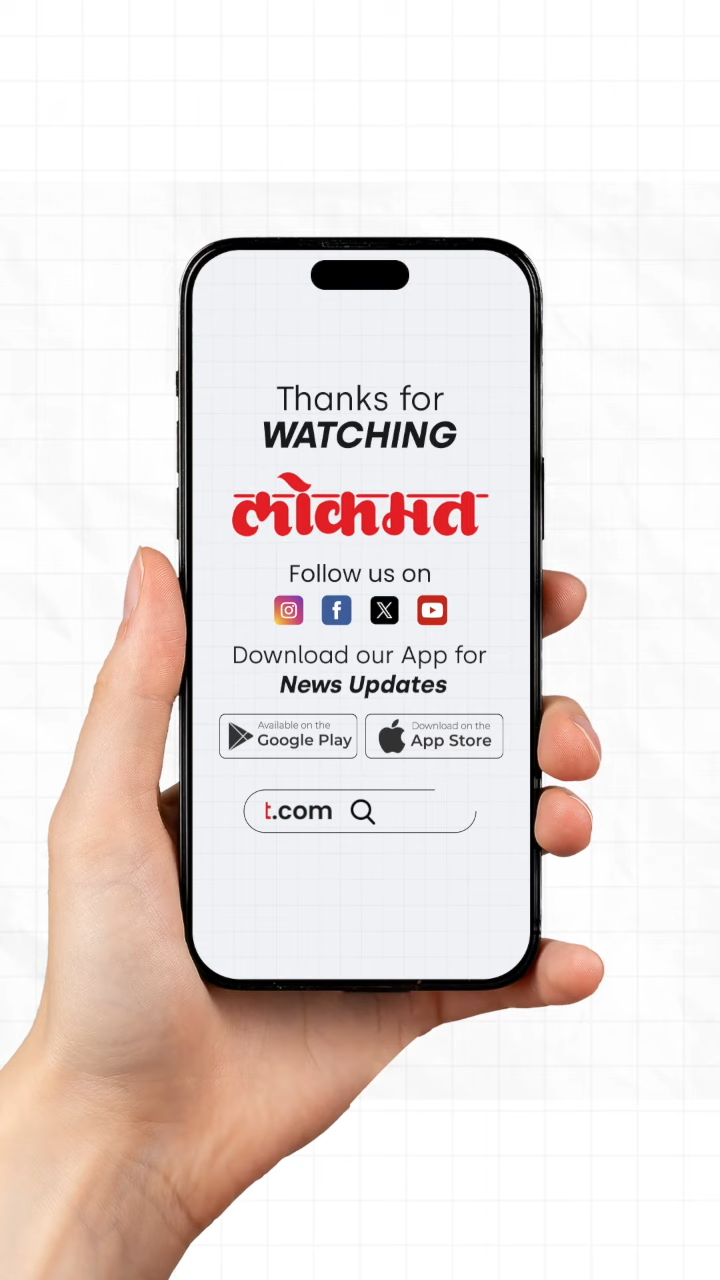 Thanks for
WATCHING
लोकमत
Follow us on
Download our App for
News Updates
Available on the
Google Play
Download on the
App Store
t.com